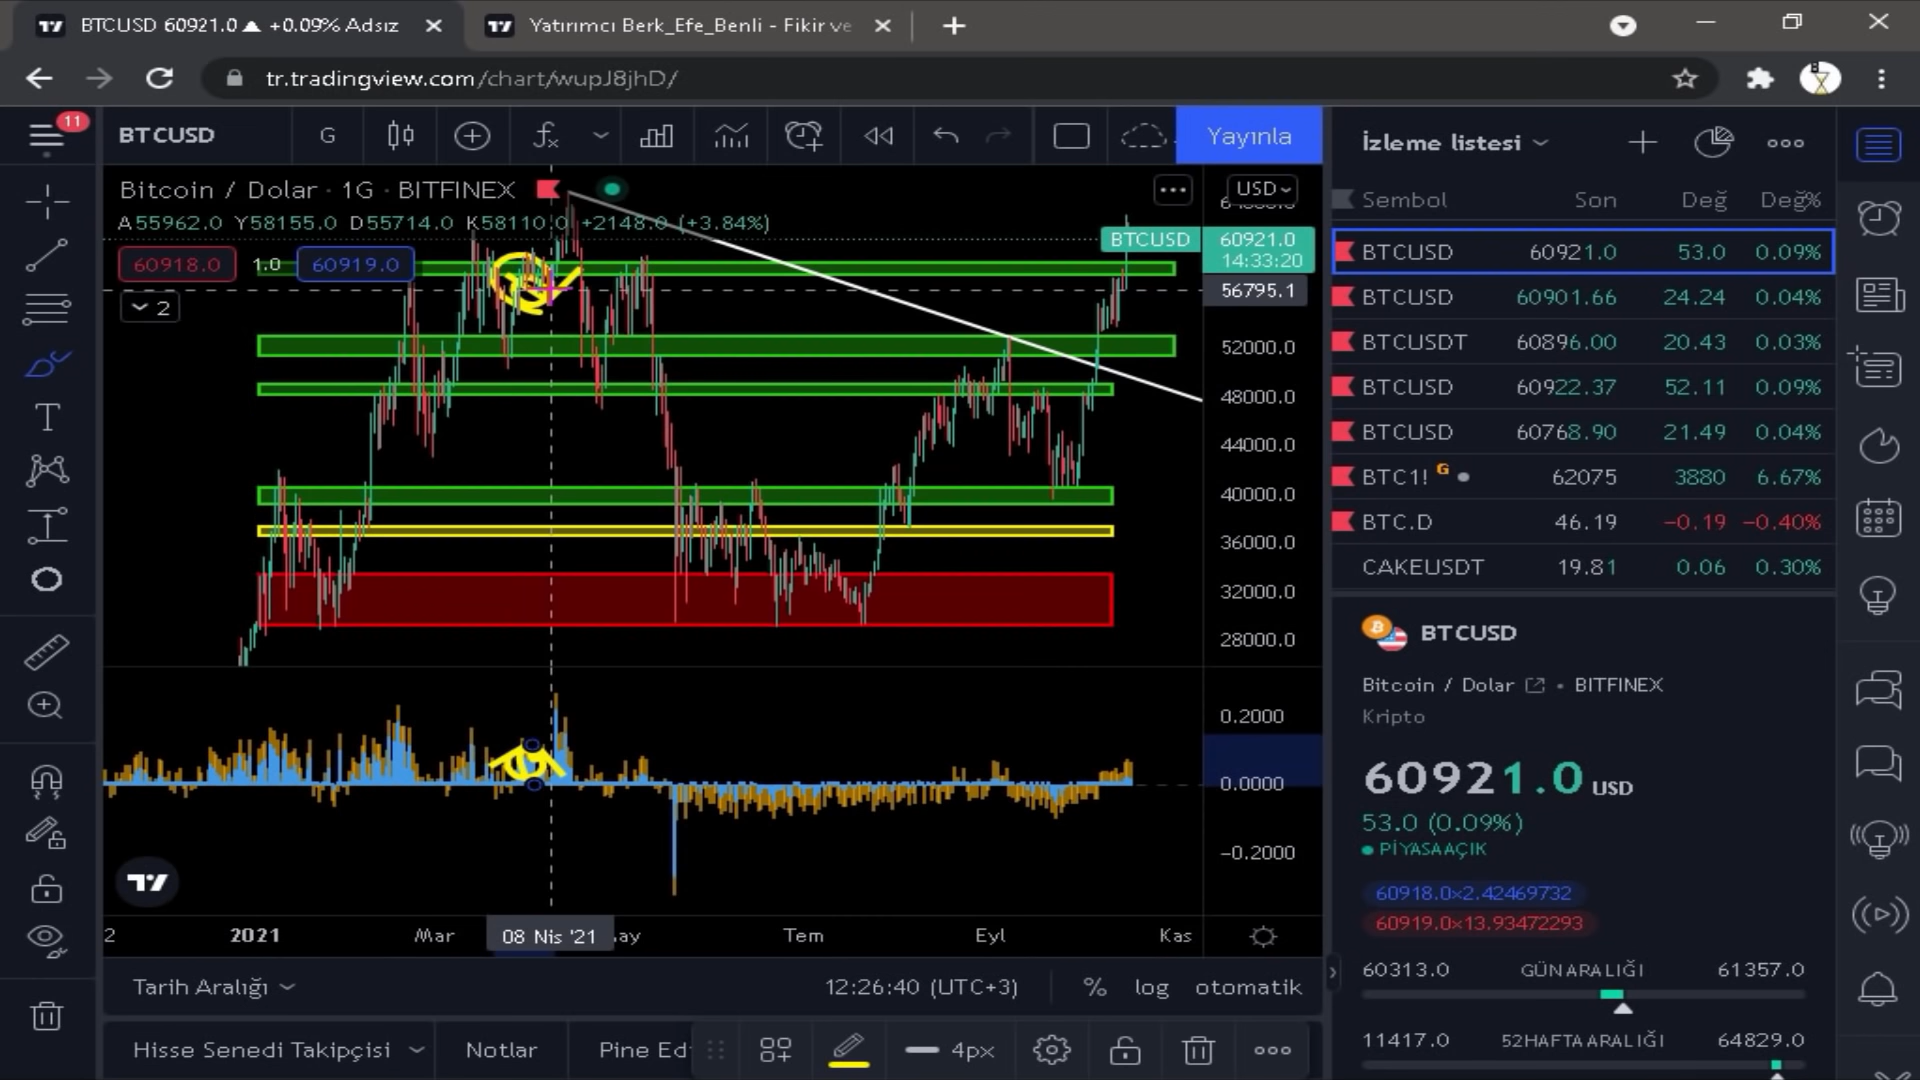 BTCUSD 60921.0 ▲ +0.09% Adsız
Yatırımcı Berk_Efe_Benli - Fikir ve
tr.tradingview.com/chart/wupJ8jhD/
11
BTCUSD
G
Yayınla
İzleme listesi
Bitcoin / Dolar · 1G · BITFINEX
A55962.0 Y58155.0 D55714.0 K58110.0 +2148.0 (+3.84%)
60918.0 1.0 60919.0
2
USD
BTCUSD
60921.0
14:33:20
56795.1
52000.0
48000.0
44000.0
40000.0
36000.0
32000.0
28000.0
0.2000
0.0000
−0.2000
2021
Mar
08 Nis '21
Tem
Eyl
Kas
Tarih Aralığı
12:26:40 (UTC+3)
%
log
otomatik
Hisse Senedi Takipçisi
Notlar
Pine Ed
4px
Sembol Son Değ Değ%
BTCUSD 60921.0 53.0 0.09%
BTCUSD 60901.66 24.24 0.04%
BTCUSDT 60896.00 20.43 0.03%
BTCUSD 60922.37 52.11 0.09%
BTCUSD 60768.90 21.49 0.04%
BTC1! G 62075 3880 6.67%
BTC.D 46.19 −0.19 −0.40%
CAKEUSDT 19.81 0.06 0.30%
BTCUSD
Bitcoin / Dolar • BITFINEX
Kripto
60921.0 USD
53.0 (0.09%)
PİYASA AÇIK
60918.0×2.42469732
60919.0×13.93472293
60313.0 GÜN ARALIĞI 61357.0
11417.0 52HAFTA ARALIĞI 64829.0